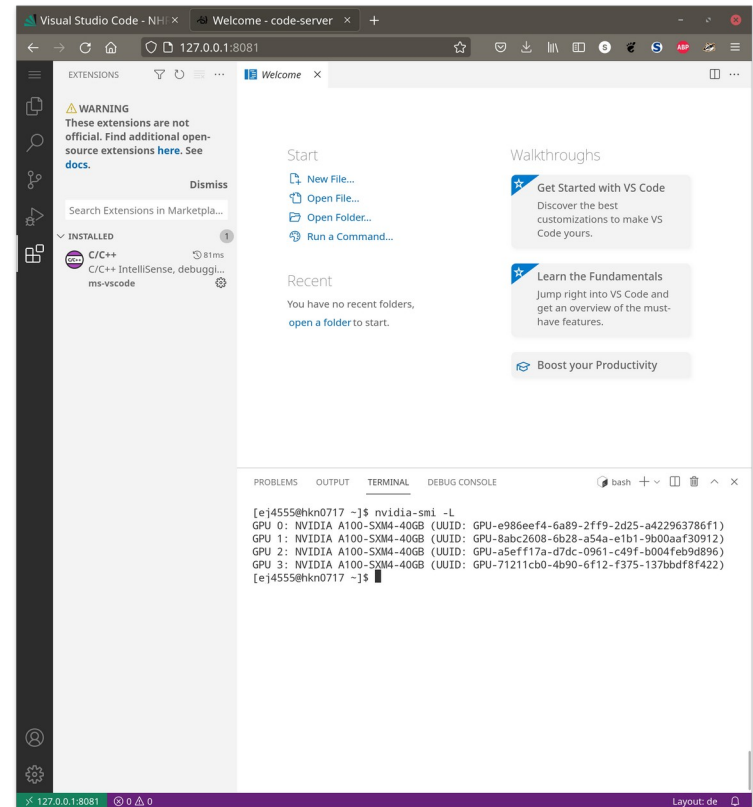 Visual Studio Code - NH
Welcome - code-server
127.0.0.1:8081
EXTENSIONS
WARNING
These extensions are not
official. Find additional open-
source extensions here. See
docs.
Dismiss
Search Extensions in Marketpla...
INSTALLED
1
C/C++
81ms
C/C++ IntelliSense, debuggi...
ms-vscode
Welcome
Start
New File...
Open File...
Open Folder...
Run a Command...
Recent
You have no recent folders,
open a folder to start.
Walkthroughs
Get Started with VS Code
Discover the best
customizations to make VS
Code yours.
Learn the Fundamentals
Jump right into VS Code and
get an overview of the must-
have features.
Boost your Productivity
PROBLEMS OUTPUT TERMINAL DEBUG CONSOLE
bash
[ej4555@hkn0717 ~]$ nvidia-smi -L
GPU 0: NVIDIA A100-SXM4-40GB (UUID: GPU-e986eef4-6a89-2ff9-2d25-a422963786f1)
GPU 1: NVIDIA A100-SXM4-40GB (UUID: GPU-8abc2608-6b28-a54a-e1b1-9b00aaf30912)
GPU 2: NVIDIA A100-SXM4-40GB (UUID: GPU-a5eff17a-d7dc-0961-c49f-b004feb9d896)
GPU 3: NVIDIA A100-SXM4-40GB (UUID: GPU-71211cb0-4b90-6f12-f375-137bbdf8f422)
[ej4555@hkn0717 ~]$
127.0.0.1:8081
0
0
Layout: de